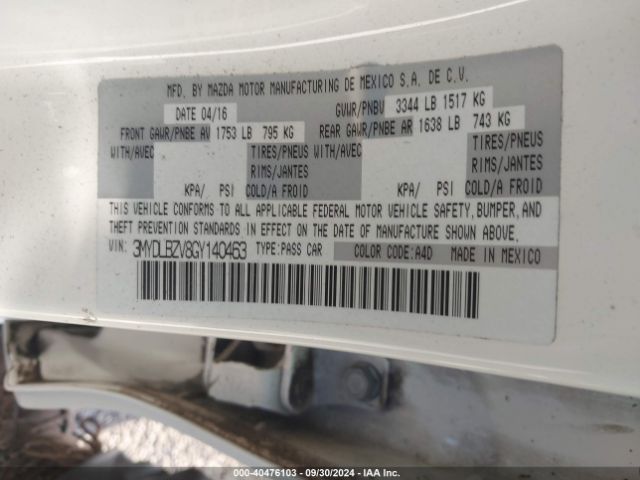 MFD. BY MAZDA MOTOR MANUFACTURING DE MEXICO S.A. DE C.V.
DATE 04/16 GVWR/PNBV 3344 LB 1517 KG
FRONT GAWR/PNBE AV 1753 LB 795 KG REAR GAWR/PNBE AR 1638 LB 743 KG
WITH/AVEC TIRES/PNEUS WITH/AVEC TIRES/PNEUS
RIMS/JANTES RIMS/JANTES
KPA/ PSI COLD/A FROID KPA/ PSI COLD/A FROID
THIS VEHICLE CONFORMS TO ALL APPLICABLE FEDERAL MOTOR VEHICLE SAFETY, BUMPER, AND
THEFT PREVENTION STANDARDS IN EFFECT ON THE DATE OF MANUFACTURE SHOWN ABOVE.
VIN: 3MYDLBZV8GY140463 TYPE:PASS CAR COLOR CODE:A4D MADE IN MEXICO
000-40476103 - 09/30/2024 - IAA Inc.